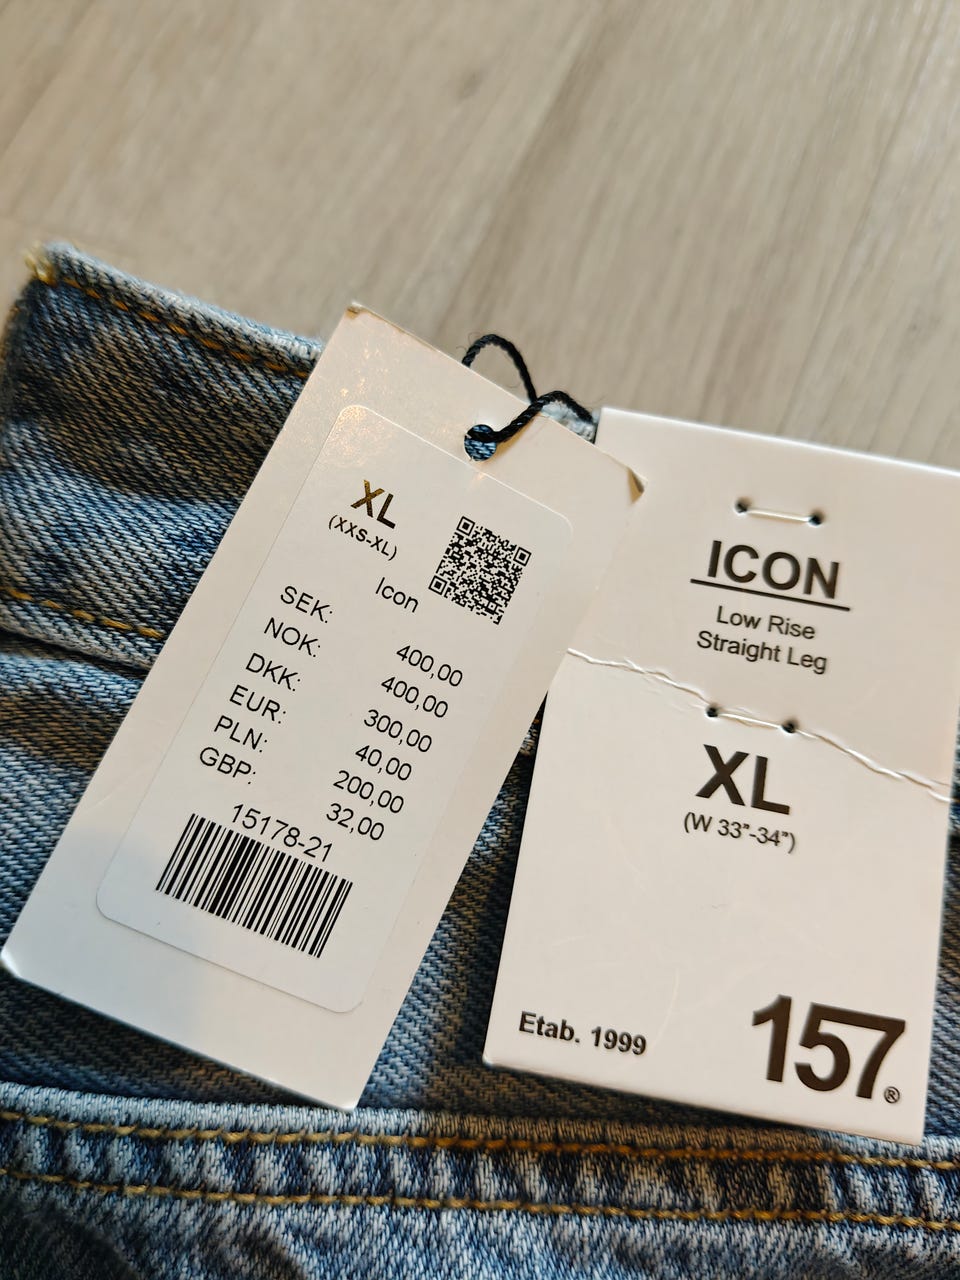 XL
(XXS-XL)
Icon
SEK: 400,00
NOK: 400,00
DKK: 300,00
EUR: 40,00
PLN: 200,00
GBP: 32,00
15178-21
ICON
Low Rise
Straight Leg
XL
(W 33”-34”)
Etab. 1999
157®